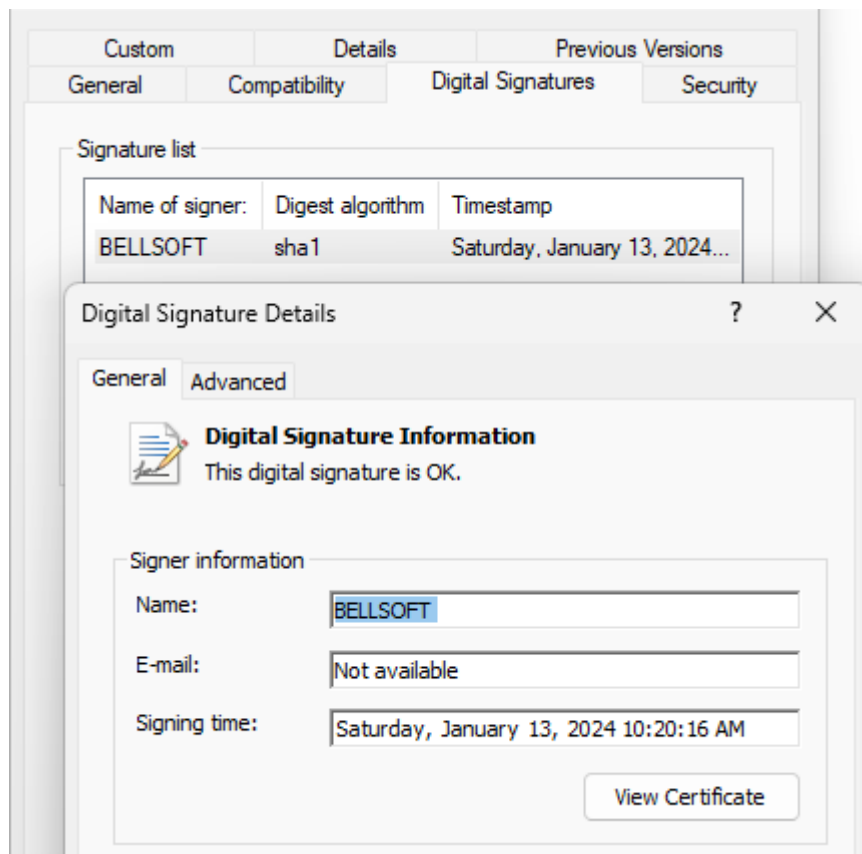 Custom Details Previous Versions
General Compatibility Digital Signatures Security
Signature list
Name of signer: Digest algorithm Timestamp
BELLSOFT sha1 Saturday, January 13, 2024...
Digital Signature Details ?
General Advanced
Digital Signature Information
This digital signature is OK.
Signer information
Name: BELLSOFT
E-mail: Not available
Signing time: Saturday, January 13, 2024 10:20:16 AM
View Certificate